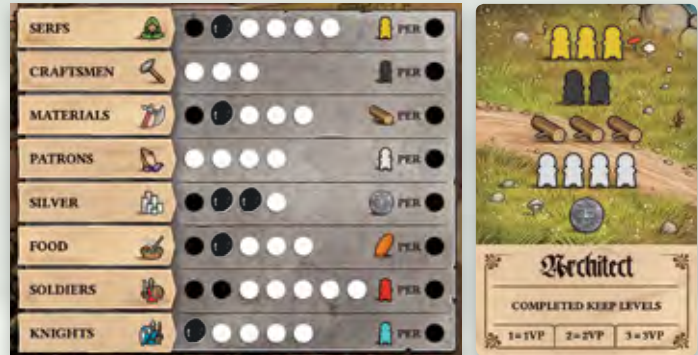 SERFS PER
CRAFTSMEN PER
MATERIALS PER
PATRONS PER
SILVER PER
FOOD PER
SOLDIERS PER
KNIGHTS PER
Architect
COMPLETED KEEP LEVELS
1=1VP 2=2VP 3=3VP